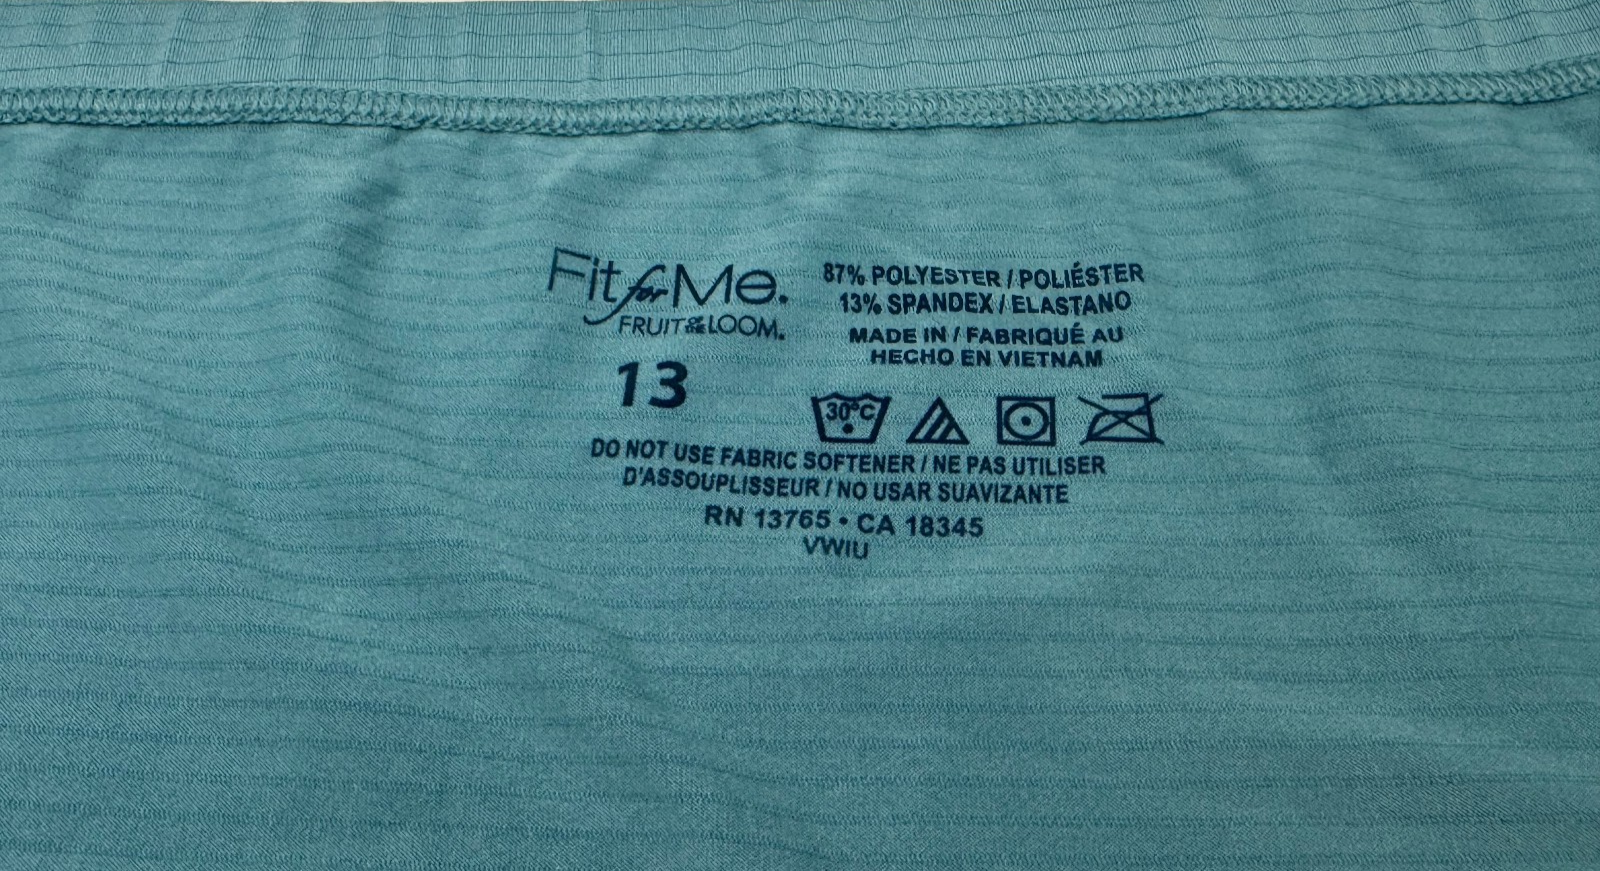 Fit for Me.
FRUIT OF THE LOOM.
13
87% POLYESTER / POLIÉSTER
13% SPANDEX / ELASTANO
MADE IN / FABRIQUÉ AU
HECHO EN VIETNAM
30°C
DO NOT USE FABRIC SOFTENER / NE PAS UTILISER
D'ASSOUPLISSEUR / NO USAR SUAVIZANTE
RN 13765 • CA 18345
VWIU